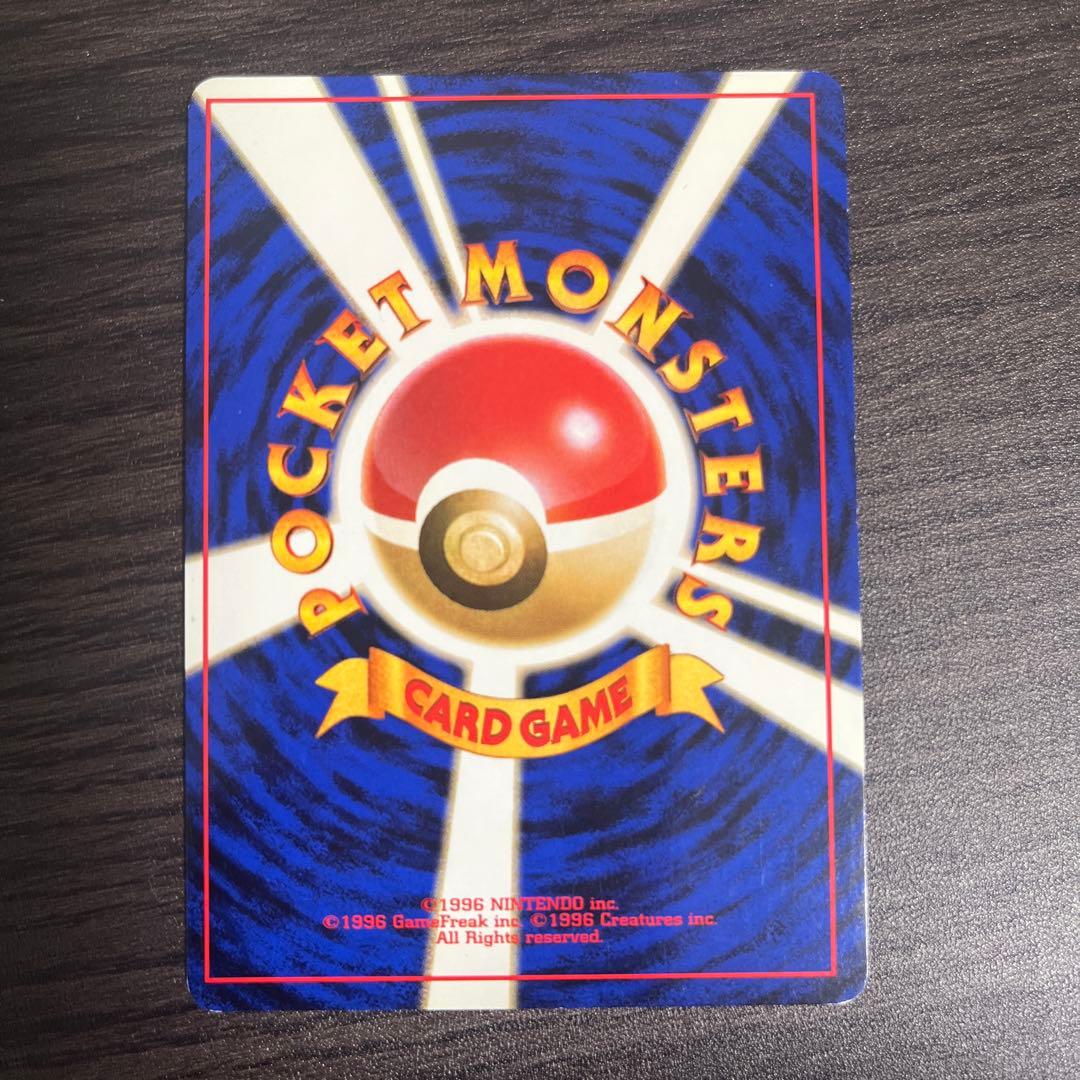 POCKET MONSTERS
CARD GAME
©1996 NINTENDO inc.
©1996 GameFreak inc. ©1996 Creatures inc.
All Rights reserved.